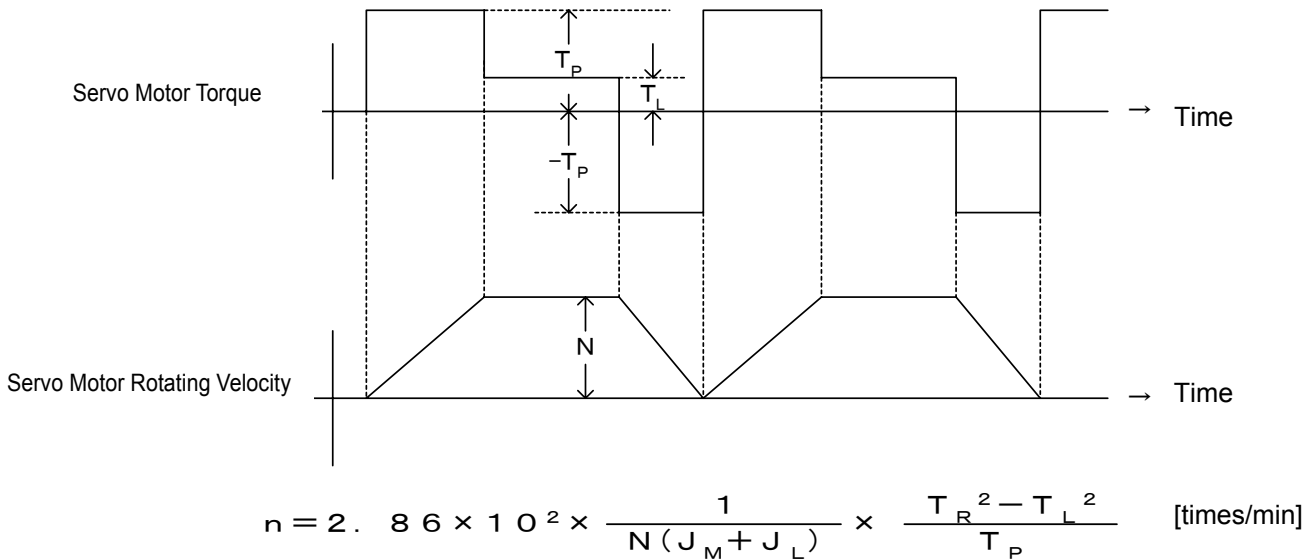 T_P
Servo Motor Torque
T_L
→ Time
−T_P
N
Servo Motor Rotating Velocity
→ Time
n = 2. 86 × 10² × 1 / N(J_M + J_L) × T_R² − T_L² / T_P [times/min]